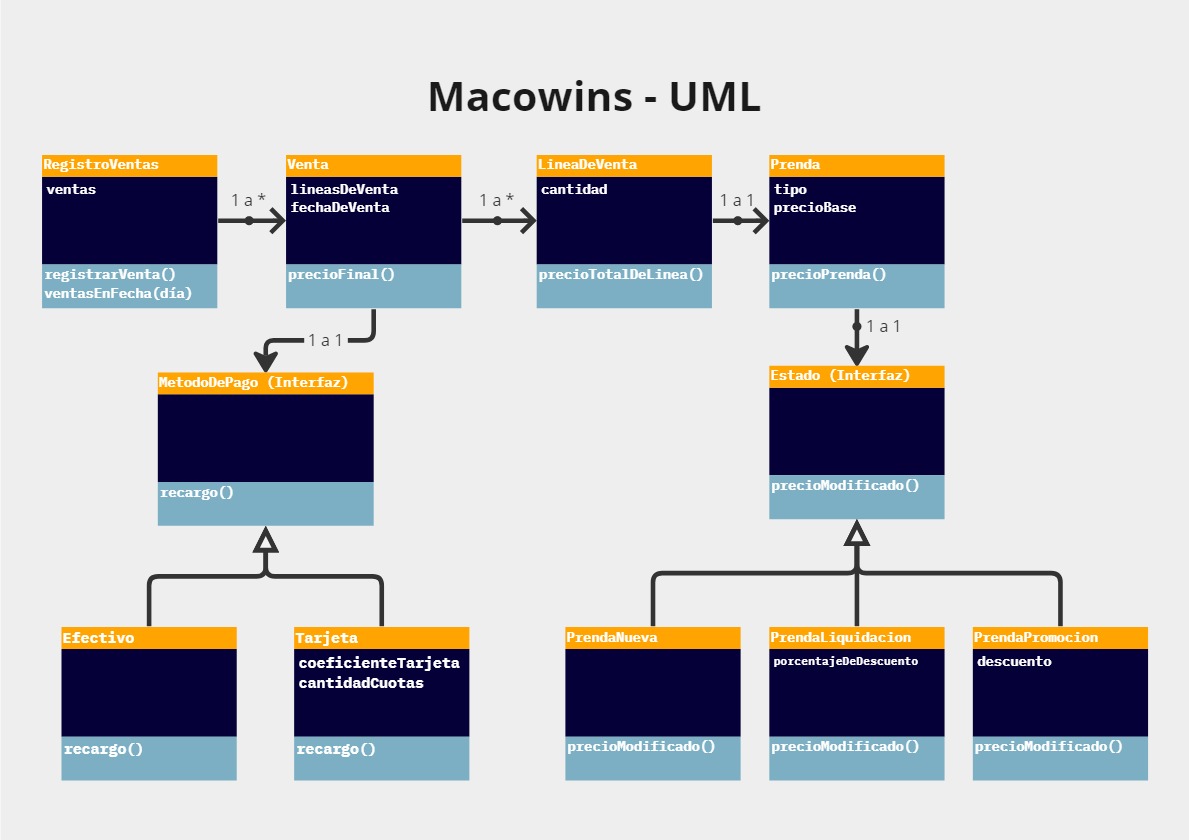 Macowins - UML
RegistroVentas
ventas
registrarVenta()
ventasEnFecha(día)
1 a *
Venta
lineasDeVenta
fechaDeVenta
precioFinal()
1 a *
LineaDeVenta
cantidad
precioTotalDeLinea()
1 a 1
Prenda
tipo
precioBase
precioPrenda()
1 a 1
1 a 1
MetodoDePago (Interfaz)
recargo()
Estado (Interfaz)
precioModificado()
Efectivo
recargo()
Tarjeta
coeficienteTarjeta
cantidadCuotas
recargo()
PrendaNueva
precioModificado()
PrendaLiquidacion
porcentajeDeDescuento
precioModificado()
PrendaPromocion
descuento
precioModificado()